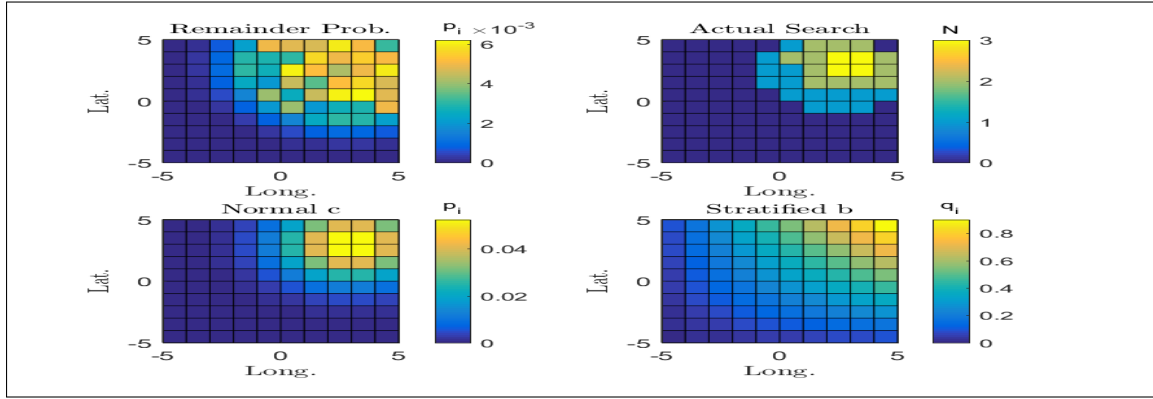 Remainder Prob.
p_i ×10^-3
5
0
-5
Lat.
-5 0 5
Long.
6
4
2
0
Actual Search
N
5
0
-5
Lat.
-5 0 5
Long.
3
2
1
0
Normal c
p_i
5
0
-5
Lat.
-5 0 5
Long.
0.04
0.02
0
Stratified b
q_i
5
0
-5
Lat.
-5 0 5
Long.
0.8
0.6
0.4
0.2
0